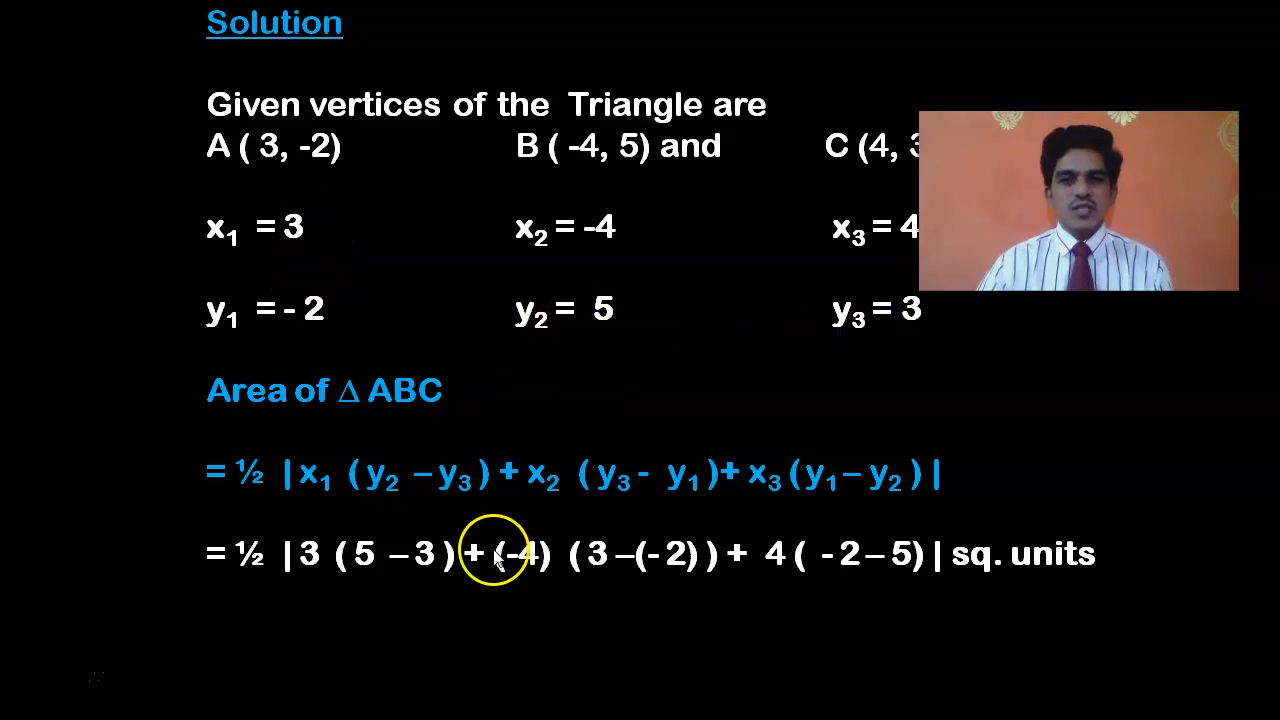 Solution
Given vertices of the Triangle are
A ( 3, -2) B ( -4, 5) and C (4, 3
x₁ = 3 x₂ = -4 x₃ = 4
y₁ = - 2 y₂ = 5 y₃ = 3
Area of ∆ ABC
= ½ | x₁ ( y₂ – y₃ ) + x₂ ( y₃ - y₁ )+ x₃ ( y₁ – y₂ ) |
= ½ | 3 ( 5 – 3 ) + (-4) ( 3 –(- 2) ) + 4 ( - 2 – 5) | sq. units